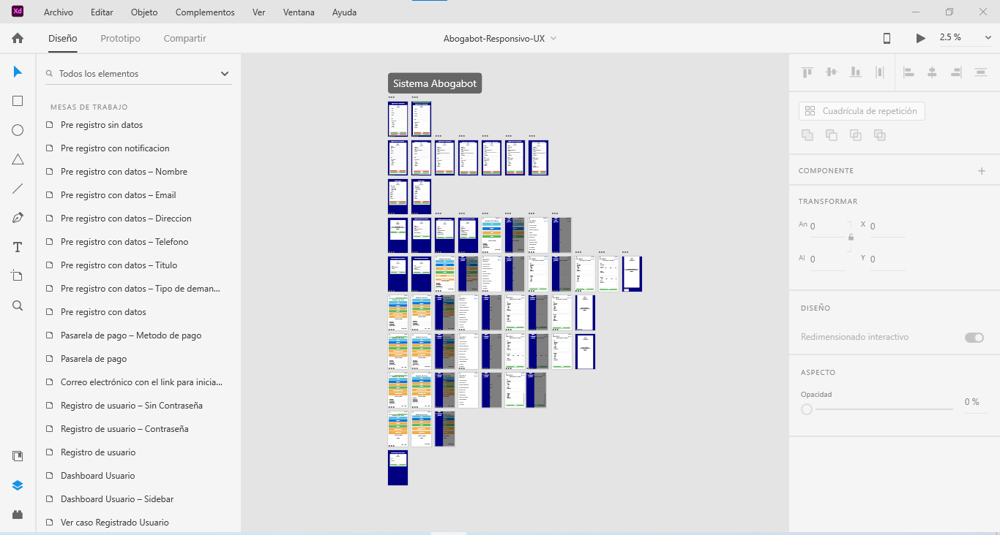 Xd Archivo Editar Objeto Complementos Ver Ventana Ayuda
Diseño Prototipo Compartir Abogabot-Responsivo-UX 2.5 %
Todos los elementos
MESAS DE TRABAJO
Pre registro sin datos
Pre registro con notificacion
Pre registro con datos – Nombre
Pre registro con datos – Email
Pre registro con datos – Direccion
Pre registro con datos – Telefono
Pre registro con datos – Titulo
Pre registro con datos – Tipo de deman...
Pre registro con datos
Pasarela de pago – Metodo de pago
Pasarela de pago
Correo electrónico con el link para inicia...
Registro de usuario – Sin Contraseña
Registro de usuario – Contraseña
Registro de usuario
Dashboard Usuario
Dashboard Usuario – Sidebar
Ver caso Registrado Usuario
Sistema Abogabot
Cuadrícula de repetición
COMPONENTE
TRANSFORMAR
An 0 X 0
Al 0 Y 0
DISEÑO
Redimensionado interactivo
ASPECTO
Opacidad
0 %